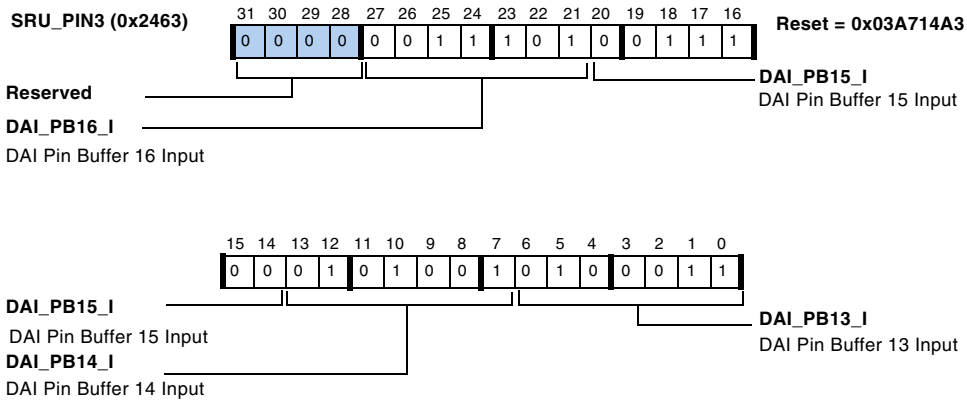 SRU_PIN3 (0x2463)
31 30 29 28 27 26 25 24 23 22 21 20 19 18 17 16
Reset = 0x03A714A3
0 0 0 0 0 0 1 1 1 0 1 0 0 1 1 1
Reserved
DAI_PB15_I
DAI Pin Buffer 15 Input
DAI_PB16_I
DAI Pin Buffer 16 Input
15 14 13 12 11 10 9 8 7 6 5 4 3 2 1 0
0 0 0 1 0 1 0 0 1 0 1 0 0 0 1 1
DAI_PB15_I
DAI Pin Buffer 15 Input
DAI_PB14_I
DAI Pin Buffer 14 Input
DAI_PB13_I
DAI Pin Buffer 13 Input